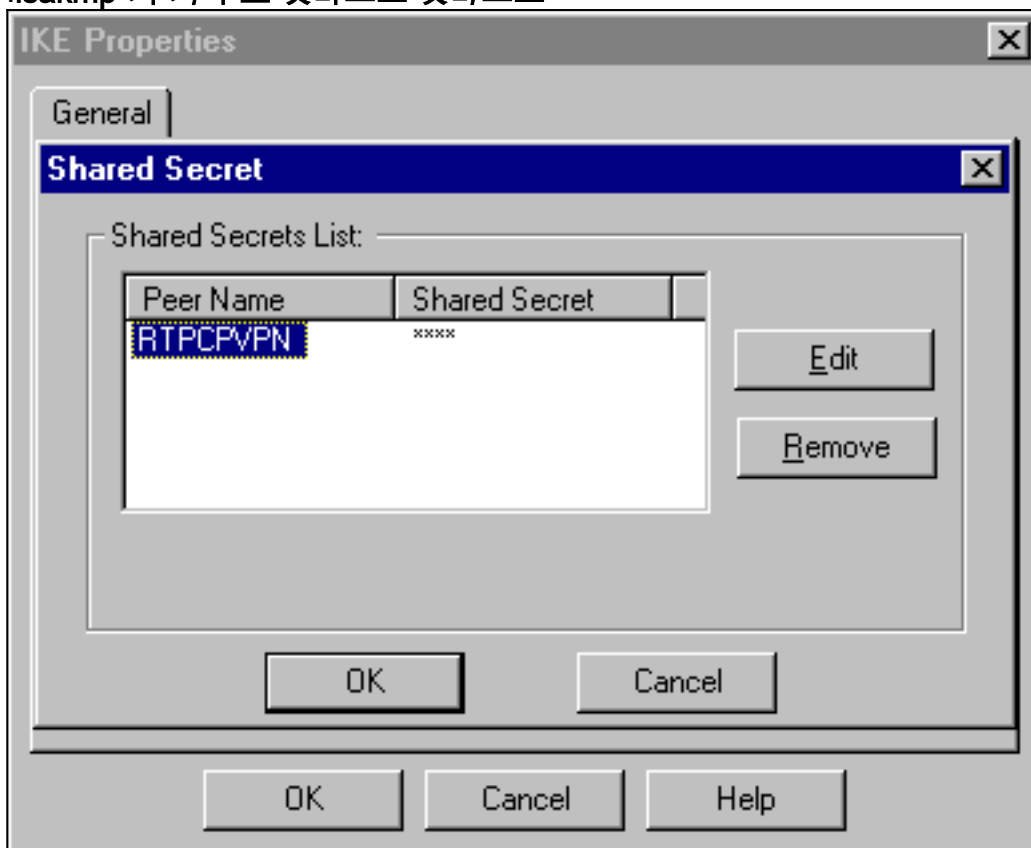 IKE Properties
General
Shared Secret
Shared Secrets List:
Peer Name Shared Secret
RTPCPVPN ****
Edit
Remove
OK Cancel
OK Cancel Help